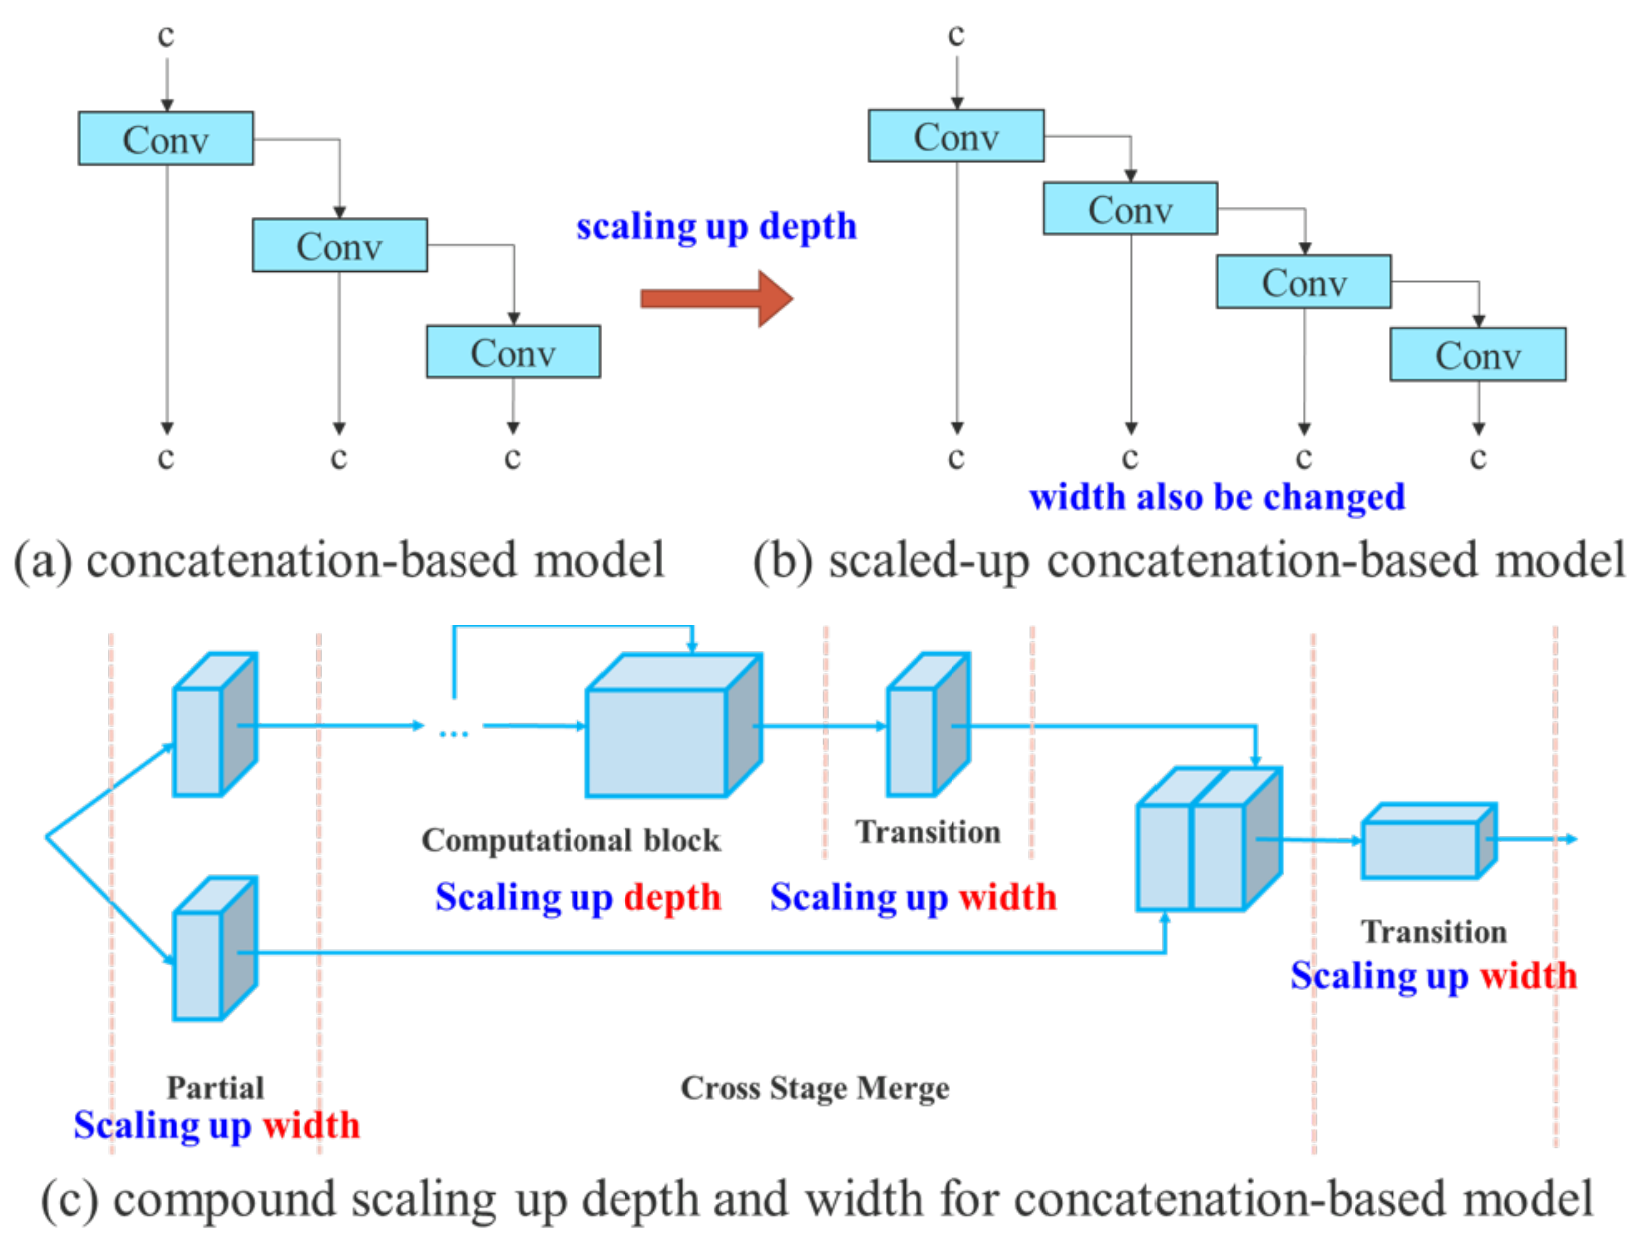 c
c
Conv
Conv
Conv
Conv
Conv
Conv
Conv
scaling up depth
c
c
c
c
c
c
c
width also be changed
(a) concatenation-based model
(b) scaled-up concatenation-based model
...
Computational block
Transition
Scaling up depth
Scaling up width
Transition
Scaling up width
Partial
Cross Stage Merge
Scaling up width
(c) compound scaling up depth and width for concatenation-based model